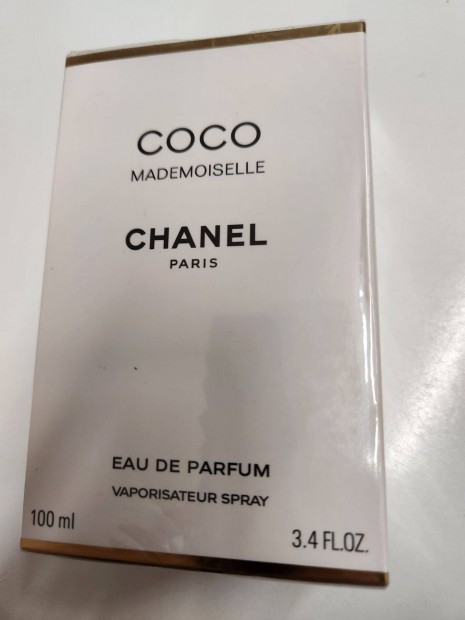 COCO
MADEMOISELLE
CHANEL
PARIS
EAU DE PARFUM
VAPORISATEUR SPRAY
100 ml
3.4 FL.OZ.